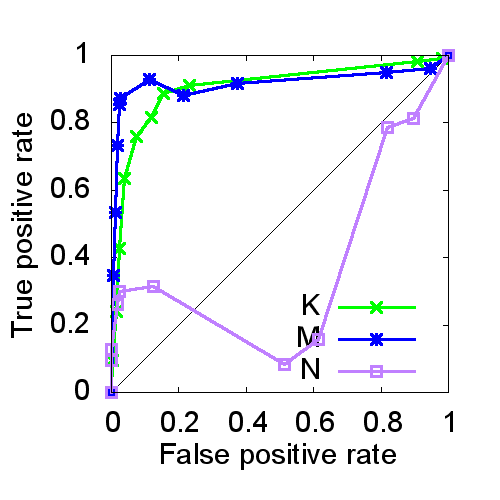 True positive rate
1
0.8
0.6
0.4
0.2
0
K
M
N
0 0.2 0.4 0.6 0.8 1
False positive rate